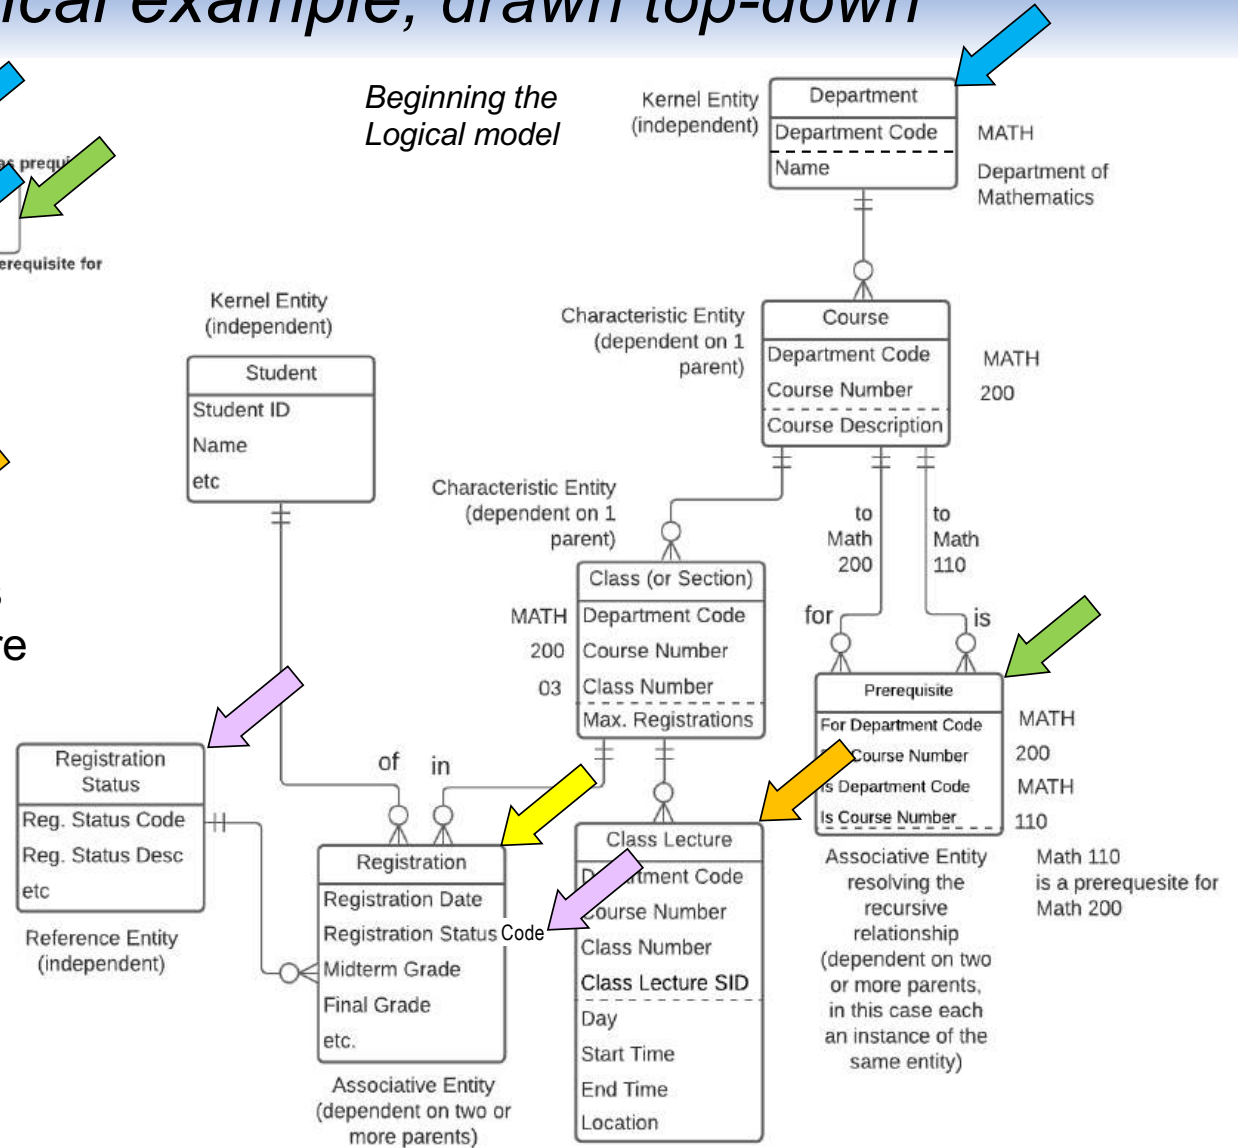 ical example, drawn top-down
Beginning the
Logical model
Kernel Entity
(independent)
Department
Department Code
Name
MATH
Department of
Mathematics
as prequi
erequisite for
Kernel Entity
(independent)
Student
Student ID
Name
etc
Characteristic Entity
(dependent on 1
parent)
Course
Department Code
Course Number
Course Description
MATH
200
Characteristic Entity
(dependent on 1
parent)
to
Math
200
to
Math
110
for
is
Class (or Section)
Department Code
Course Number
Class Number
Max. Registrations
MATH
200
03
s
re
Prerequisite
For Department Code
Course Number
Is Department Code
Is Course Number
MATH
200
MATH
110
Associative Entity
resolving the
recursive
relationship
(dependent on two
or more parents,
in this case each
an instance of the
same entity)
Math 110
is a prerequesite for
Math 200
Registration
Status
Reg. Status Code
Reg. Status Desc
etc
Reference Entity
(independent)
of
in
Registration
Registration Date
Registration Status Code
Midterm Grade
Final Grade
etc.
Associative Entity
(dependent on two or
more parents)
Class Lecture
Department Code
Course Number
Class Number
Class Lecture SID
Day
Start Time
End Time
Location